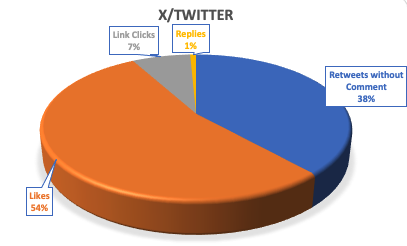 X/TWITTER
Link Clicks
7%
Replies
1%
Retweets without
Comment
38%
Likes
54%